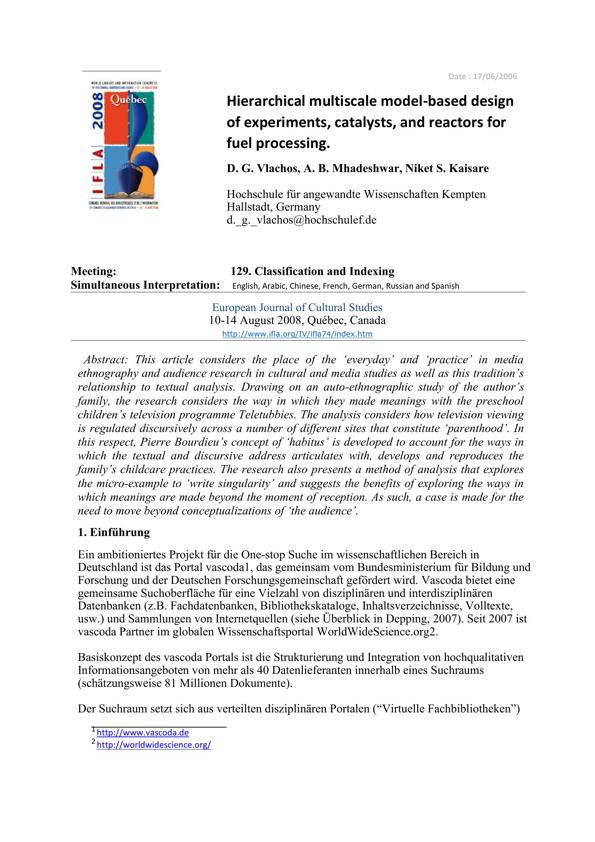 Date : 17/06/2006
WORLD LIBRARY AND INFORMATION CONGRESS:
IFLA 2008
Québec
Hierarchical multiscale model-based design
of experiments, catalysts, and reactors for
fuel processing.
D. G. Vlachos, A. B. Mhadeshwar, Niket S. Kaisare
Hochschule für angewandte Wissenschaften Kempten
Hallstadt, Germany
d._g._vlachos@hochschulef.de
Meeting: 129. Classification and Indexing
Simultaneous Interpretation: English, Arabic, Chinese, French, German, Russian and Spanish
European Journal of Cultural Studies
10-14 August 2008, Québec, Canada
http://www.ifla.org/IV/ifla74/index.htm
Abstract: This article considers the place of the ‘everyday’ and ‘practice’ in media
ethnography and audience research in cultural and media studies as well as this tradition’s
relationship to textual analysis. Drawing on an auto-ethnographic study of the author’s
family, the research considers the way in which they made meanings with the preschool
children’s television programme Teletubbies. The analysis considers how television viewing
is regulated discursively across a number of different sites that constitute ‘parenthood’. In
this respect, Pierre Bourdieu’s concept of ‘habitus’ is developed to account for the ways in
which the textual and discursive address articulates with, develops and reproduces the
family’s childcare practices. The research also presents a method of analysis that explores
the micro-example to ‘write singularity’ and suggests the benefits of exploring the ways in
which meanings are made beyond the moment of reception. As such, a case is made for the
need to move beyond conceptualizations of ‘the audience’.
1. Einführung
Ein ambitioniertes Projekt für die One-stop Suche im wissenschaftlichen Bereich in
Deutschland ist das Portal vascoda1, das gemeinsam vom Bundesministerium für Bildung und
Forschung und der Deutschen Forschungsgemeinschaft gefördert wird. Vascoda bietet eine
gemeinsame Suchoberfläche für eine Vielzahl von disziplinären und interdisziplinären
Datenbanken (z.B. Fachdatenbanken, Bibliothekskataloge, Inhaltsverzeichnisse, Volltexte,
usw.) und Sammlungen von Internetquellen (siehe Überblick in Depping, 2007). Seit 2007 ist
vascoda Partner im globalen Wissenschaftsportal WorldWideScience.org2.
Basiskonzept des vascoda Portals ist die Strukturierung und Integration von hochqualitativen
Informationsangeboten von mehr als 40 Datenlieferanten innerhalb eines Suchraums
(schätzungsweise 81 Millionen Dokumente).
Der Suchraum setzt sich aus verteilten disziplinären Portalen (“Virtuelle Fachbibliotheken”)
1 http://www.vascoda.de
2 http://worldwidescience.org/